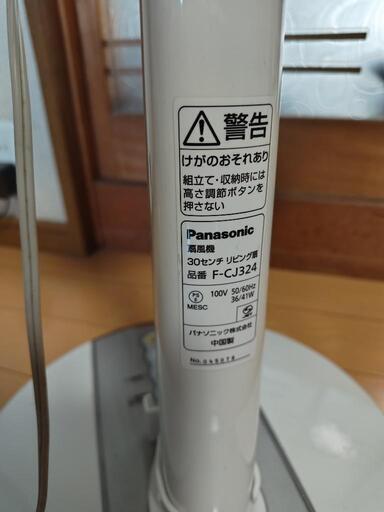 警告
けがのおそれあり
組立て・収納時には
高さ調節ボタンを
押さない
Panasonic
扇風機
30センチ リビング扇
品番 F-CJ324
PS E
MESC
100V 50/60Hz
36/41W
パナソニック株式会社
中国製
No. 045078